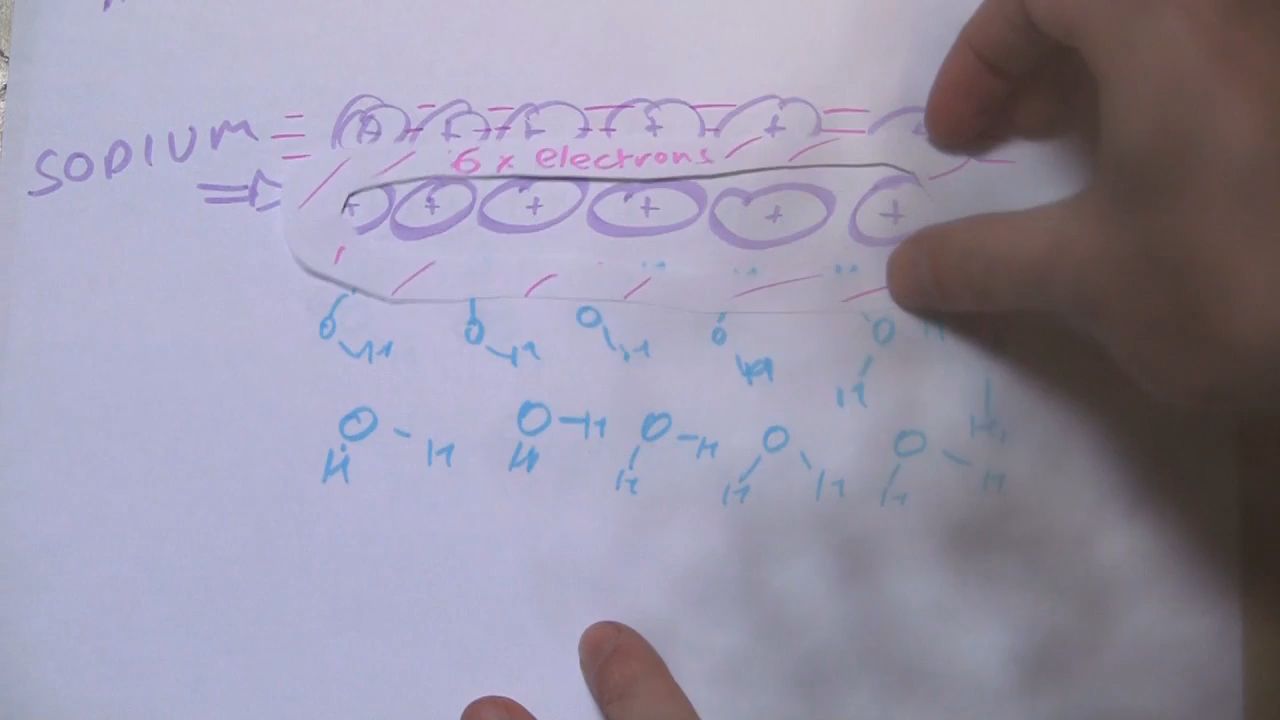 SODIUM =
+ + + + +
6 x electrons
+ + + + + +
O O O O O H
H H H H H H
O H O H O H O O
H H H H H H H